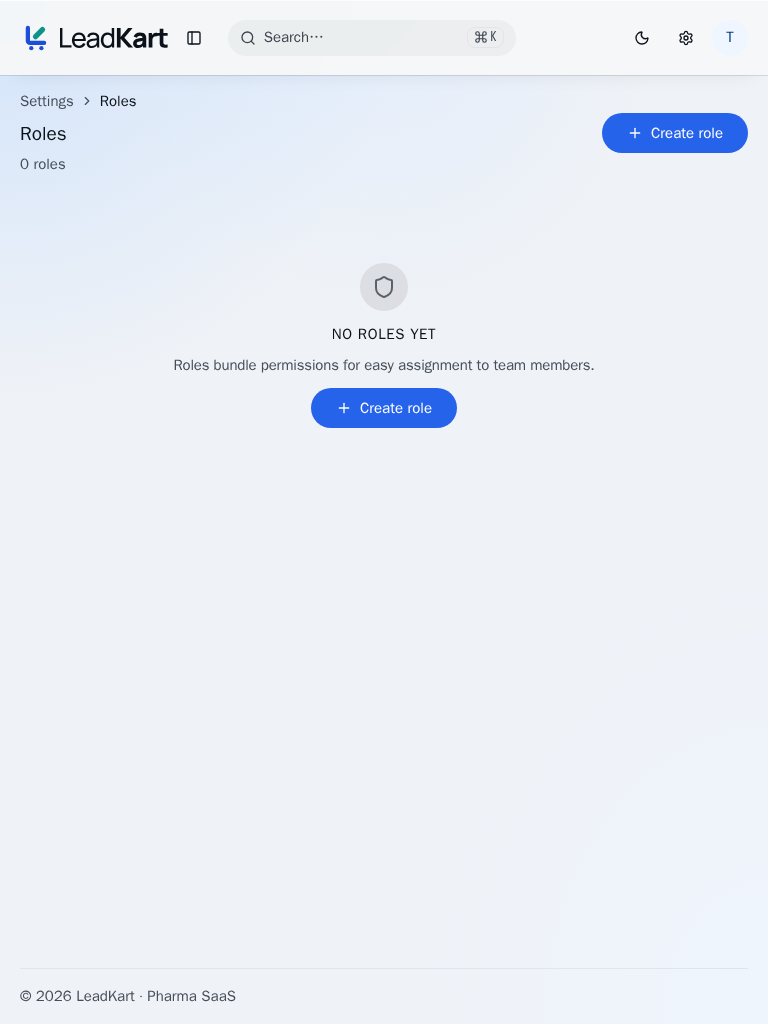 LeadKart
Search⋯
⌘K
T
Settings > Roles
Roles
Create role
0 roles
NO ROLES YET
Roles bundle permissions for easy assignment to team members.
Create role
© 2026 LeadKart · Pharma SaaS